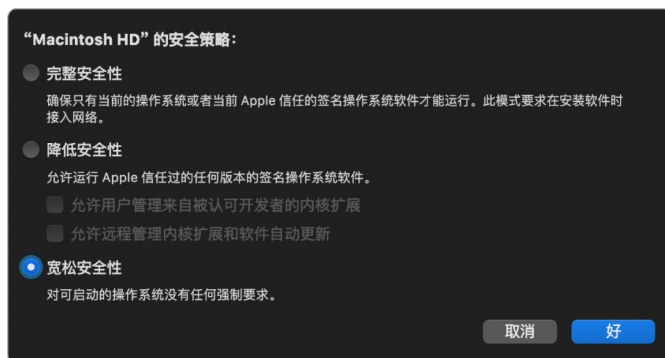 “Macintosh HD”的安全策略：
完整安全性
确保只有当前的操作系统或者当前 Apple 信任的签名操作系统软件才能运行。此模式要求在安装软件时
接入网络。
降低安全性
允许运行 Apple 信任过的任何版本的签名操作系统软件。
允许用户管理来自被认可开发者的内核扩展
允许远程管理内核扩展和软件自动更新
宽松安全性
对可启动的操作系统没有任何强制要求。
取消 好